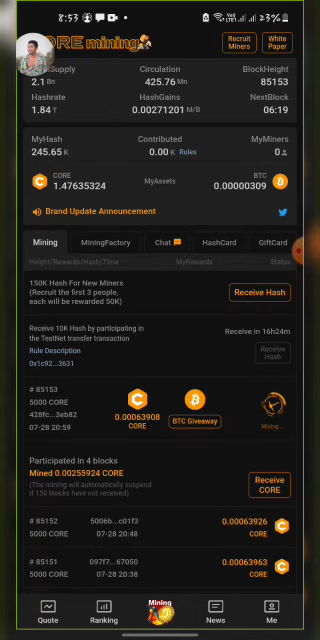 8:53
23%
CORE mining
Recruit Miners
White Paper
Supply Circulation BlockHeight
2.1 Bn 425.76 Mn 85153
Hashrate HashGains NextBlock
1.84 T 0.00271201 M/B 06:19
MyHash Contributed MyMiners
245.65 K 0.00 K Rules 0
CORE MyAssets BTC
1.47635324 0.00000309
Brand Update Announcement
Mining MiningFactory Chat HashCard GiftCard
Height/Rewards/Hash/Time MyRewards Status
150K Hash For New Miners
(Recruit the first 3 people,
each will be rewarded 50K)
Receive Hash
Receive 10K Hash by participating in
the TestNet transfer transaction
Rule Description
0x1c92...3631
Receive in 16h24m
Receive
Hash
# 85153
5000 CORE
428fc...3eb82
07-28 20:59
0.00063908
CORE
BTC Giveaway
Mining...
Participated in 4 blocks
Mined 0.00255924 CORE
(The mining will automatically suspend
if 150 blocks have not received)
Receive
CORE
# 85152 5006b...c01f3 0.00063926
5000 CORE 07-28 20:48 CORE
# 85151 097f7...67050 0.00063963
5000 CORE 07-28 20:38 CORE
Quote Ranking Mining News Me